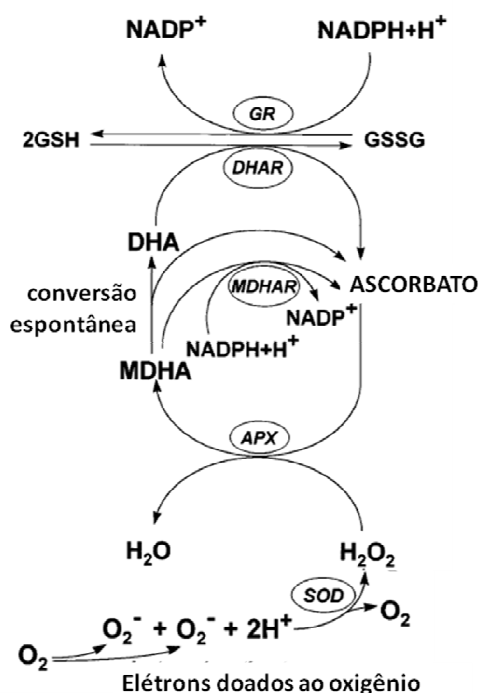 NADP⁺ NADPH+H⁺
GR
2GSH GSSG
DHAR
DHA
conversão
espontânea
MDHAR
ASCORBATO
NADP⁺
NADPH+H⁺
MDHA
APX
H₂O H₂O₂
SOD
O₂⁻ + O₂⁻ + 2H⁺ O₂
O₂
Elétrons doados ao oxigênio